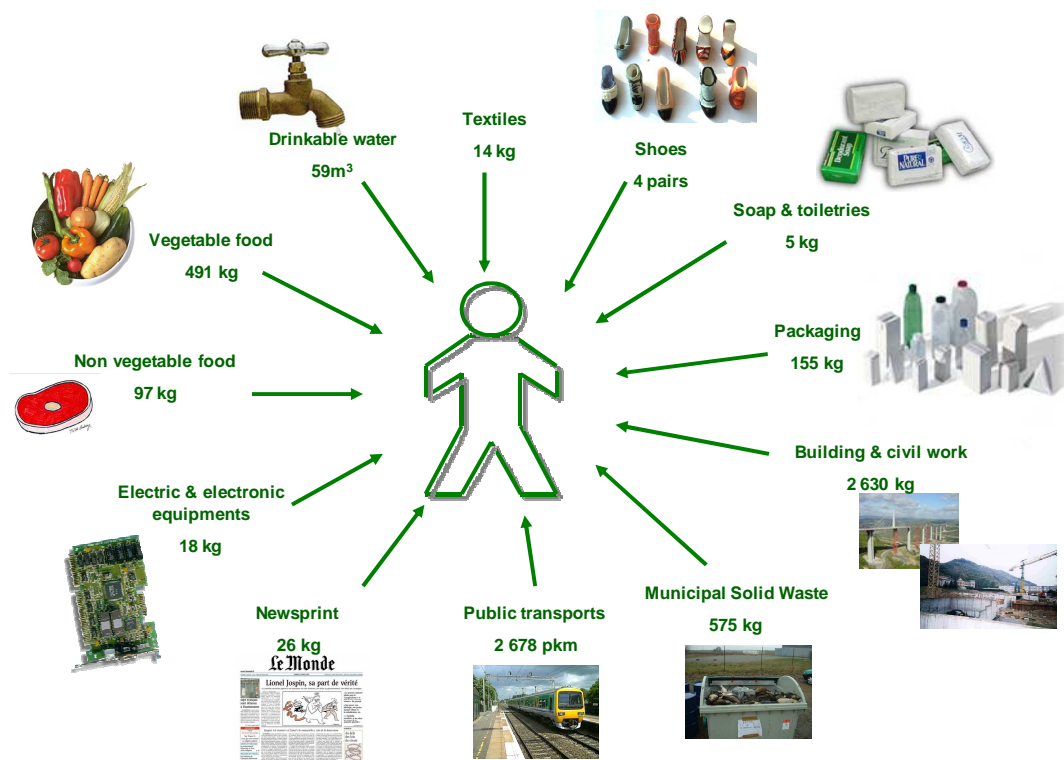 Drinkable water
59m³
Textiles
14 kg
Shoes
4 pairs
Soap & toiletries
5 kg
PURE
NATURAL
Vegetable food
491 kg
Packaging
155 kg
Non vegetable food
97 kg
Building & civil work
2 630 kg
Electric & electronic
equipments
18 kg
Newsprint
26 kg
Public transports
2 678 pkm
Municipal Solid Waste
575 kg
Le Monde
Lionel Jospin, sa part de vérité